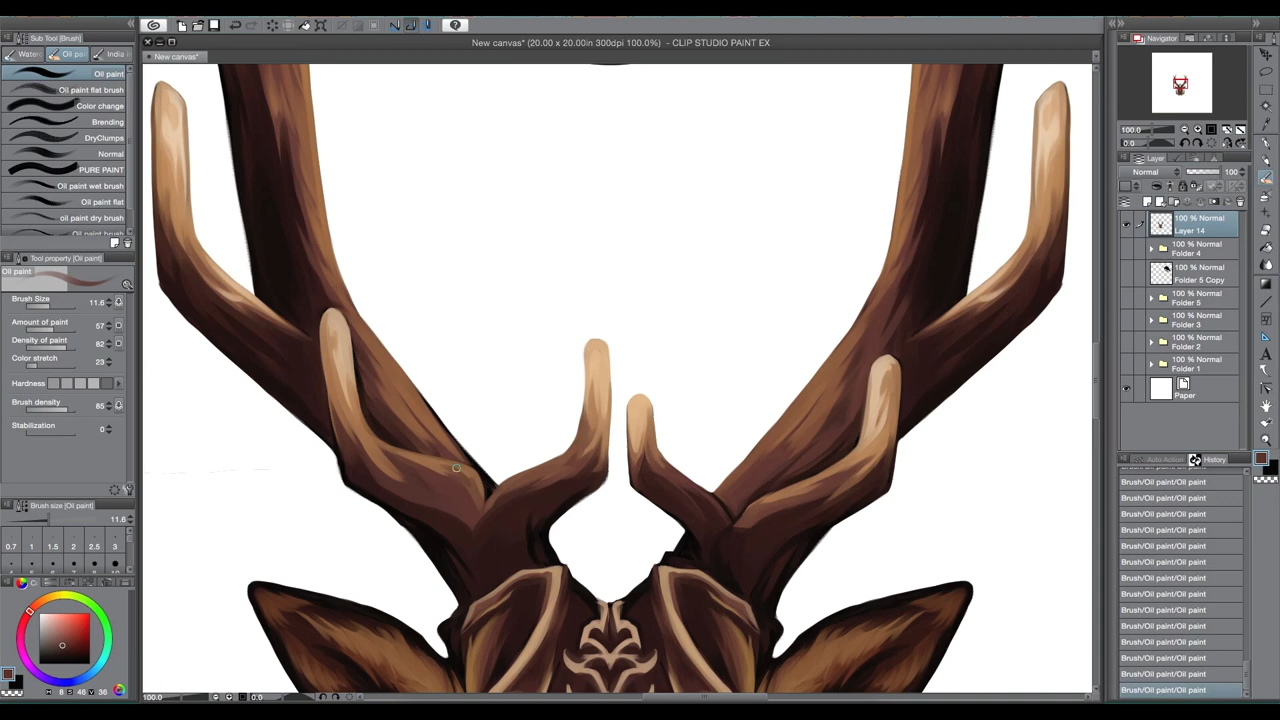 Sub Tool [Brush]
New canvas* (20.00 x 20.00in 300dpi 100.0%)  - CLIP STUDIO PAINT EX
Navigator
Water
Oil pa
India in
New canvas*
Oil paint
Oil paint flat brush
Color change
Brending
DryClumps
Normal
PURE PAINT
Oil paint wet brush
Oil paint flat
oil paint dry brush
Oil paint brush
100.0
0.0
Layer
Normal
100
100 % Normal
Layer 14
100 % Normal
Folder 4
100 % Normal
Folder 5 Copy
100 % Normal
Folder 5
100 % Normal
Folder 3
100 % Normal
Folder 2
100 % Normal
Folder 1
Paper
Tool property [Oil paint]
Oil paint
Brush Size
11.6
Amount of paint
57
Density of paint
82
Color stretch
23
Hardness
Brush density
85
Stabilization
0
Auto Action
History
Brush/Oil paint/Oil paint
Brush/Oil paint/Oil paint
Brush/Oil paint/Oil paint
Brush/Oil paint/Oil paint
Brush/Oil paint/Oil paint
Brush/Oil paint/Oil paint
Brush/Oil paint/Oil paint
Brush/Oil paint/Oil paint
Brush/Oil paint/Oil paint
Brush/Oil paint/Oil paint
Brush/Oil paint/Oil paint
Brush/Oil paint/Oil paint
Brush/Oil paint/Oil paint
Brush/Oil paint/Oil paint
Brush size [Oil paint]
11.6
0.7
1
1.5
2
2.5
3
H 8 S 46 V 36
100.0
0.0